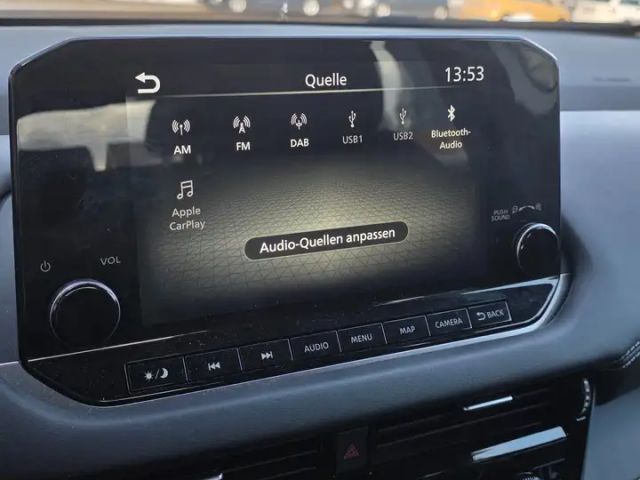 Quelle
13:53
AM
FM
DAB
USB1
USB2
Bluetooth-
Audio
Apple
CarPlay
Audio-Quellen anpassen
VOL
PUSH
SOUND
AUDIO
MENU
MAP
CAMERA
BACK